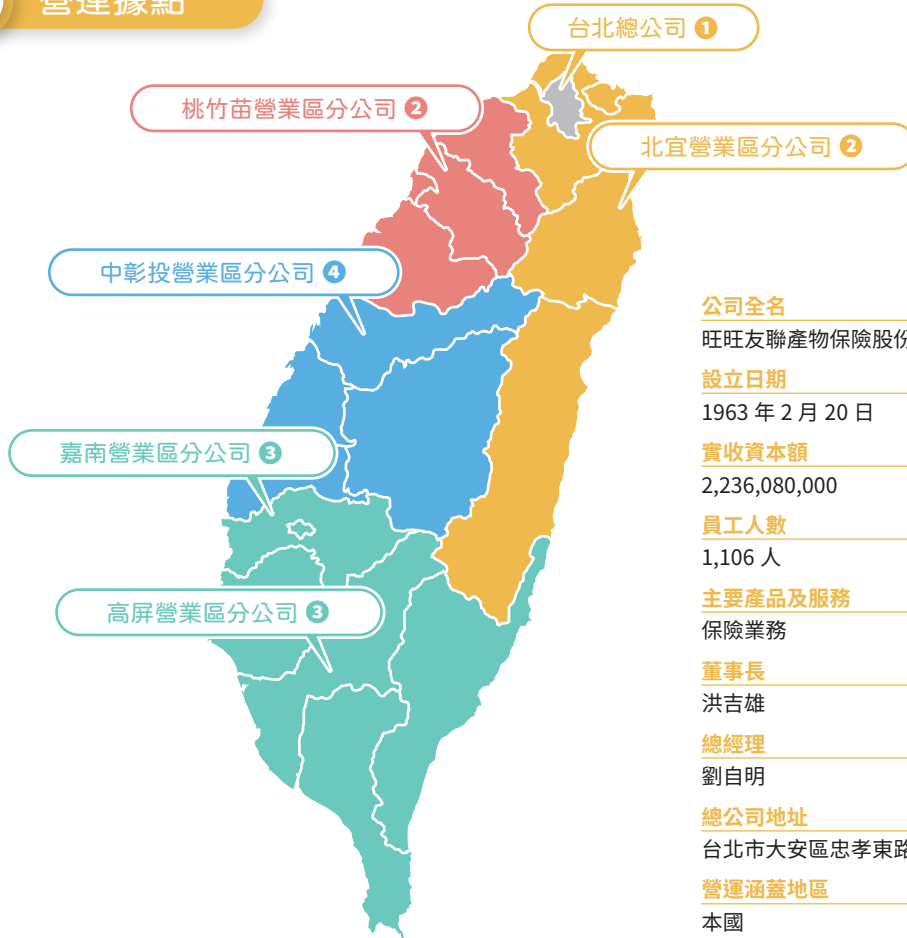 營運據點
台北總公司 ❶
桃竹苗營業區分公司 ❷
北宜營業區分公司 ❷
中彰投營業區分公司 ❹
嘉南營業區分公司 ❸
高屏營業區分公司 ❸
公司全名
旺旺友聯產物保險股份
設立日期
1963 年 2 月 20 日
實收資本額
2,236,080,000
員工人數
1,106 人
主要產品及服務
保險業務
董事長
洪吉雄
總經理
劉自明
總公司地址
台北市大安區忠孝東路
營運涵蓋地區
本國